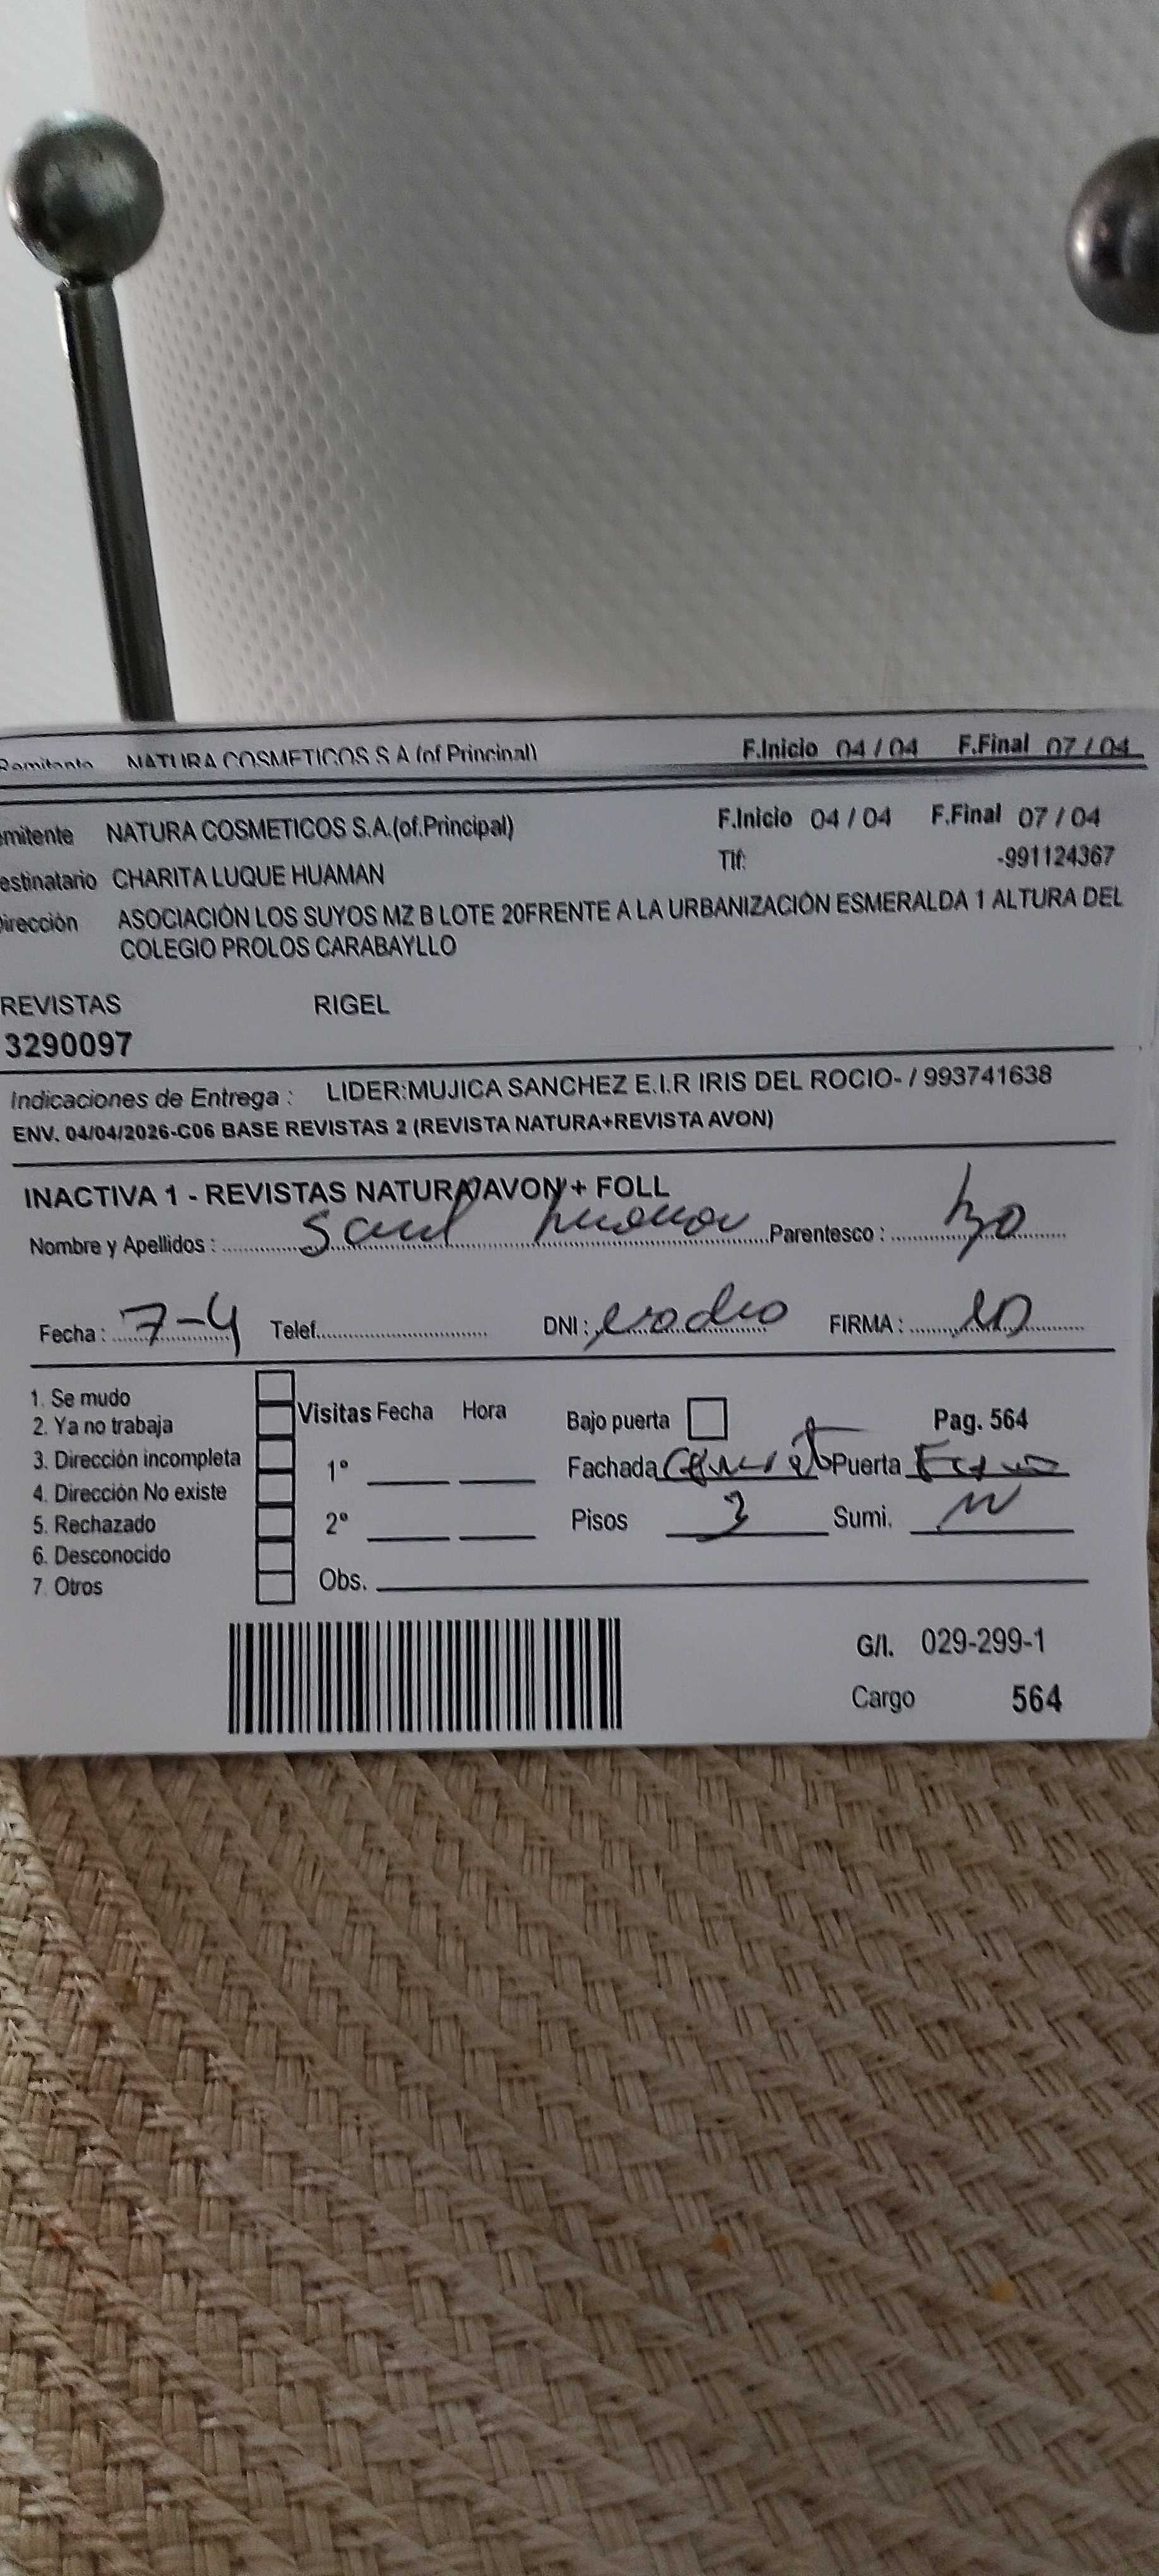 Remitente NATURA COSMETICOS S.A.(of.Principal) F.Inicio 04 / 04 F.Final 07 / 04
mitente NATURA COSMETICOS S.A.(of.Principal) F.Inicio 04 / 04 F.Final 07 / 04
Tlf: -991124367
estinatario CHARITA LUQUE HUAMAN
Dirección ASOCIACIÓN LOS SUYOS MZ B LOTE 20FRENTE A LA URBANIZACIÓN ESMERALDA 1 ALTURA DEL
COLEGIO PROLOS CARABAYLLO
REVISTAS RIGEL
3290097
Indicaciones de Entrega : LIDER:MUJICA SANCHEZ E.I.R IRIS DEL ROCIO- / 993741638
ENV. 04/04/2026-C06 BASE REVISTAS 2 (REVISTA NATURA+REVISTA AVON)
INACTIVA 1 - REVISTAS NATURA/AVON + FOLL
Nombre y Apellidos : Saul Parentesco :
Fecha : 7-4 Telef. DNI : FIRMA :
1. Se mudo
2. Ya no trabaja
3. Dirección incompleta
4. Dirección No existe
5. Rechazado
6. Desconocido
7. Otros
Visitas Fecha Hora
1°
2°
Obs.
Bajo puerta Pag. 564
Fachada Puerta
Pisos 3 Sumi.
G/I. 029-299-1
Cargo 564